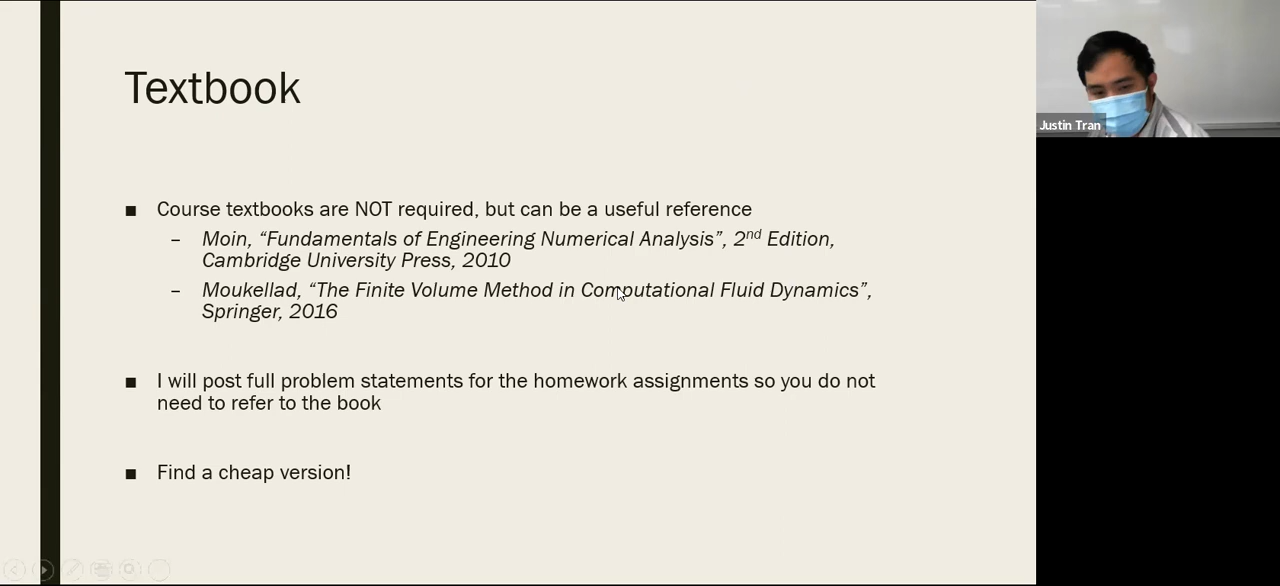 Textbook
■ Course textbooks are NOT required, but can be a useful reference
– Moin, “Fundamentals of Engineering Numerical Analysis”, 2nd Edition,
Cambridge University Press, 2010
– Moukellad, “The Finite Volume Method in Computational Fluid Dynamics”,
Springer, 2016
■ I will post full problem statements for the homework assignments so you do not
need to refer to the book
■ Find a cheap version!
Justin Tran